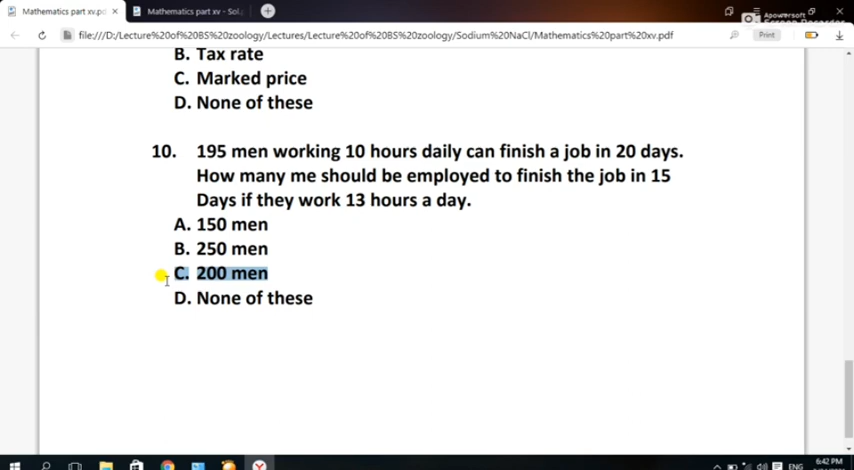 Mathematics part xv.pd
Mathematics part xv - Sol
Apowersoft
file:///D:/Lecture%20of%20BS%20zoology/Lectures/Lecture%20of%20BS%20zoology/Sodium%20NaCl/Mathematics%20part%20xv.pdf
Print
B. Tax rate
C. Marked price
D. None of these
10. 195 men working 10 hours daily can finish a job in 20 days.
How many me should be employed to finish the job in 15
Days if they work 13 hours a day.
A. 150 men
B. 250 men
C. 200 men
D. None of these
ENG
6:42 PM